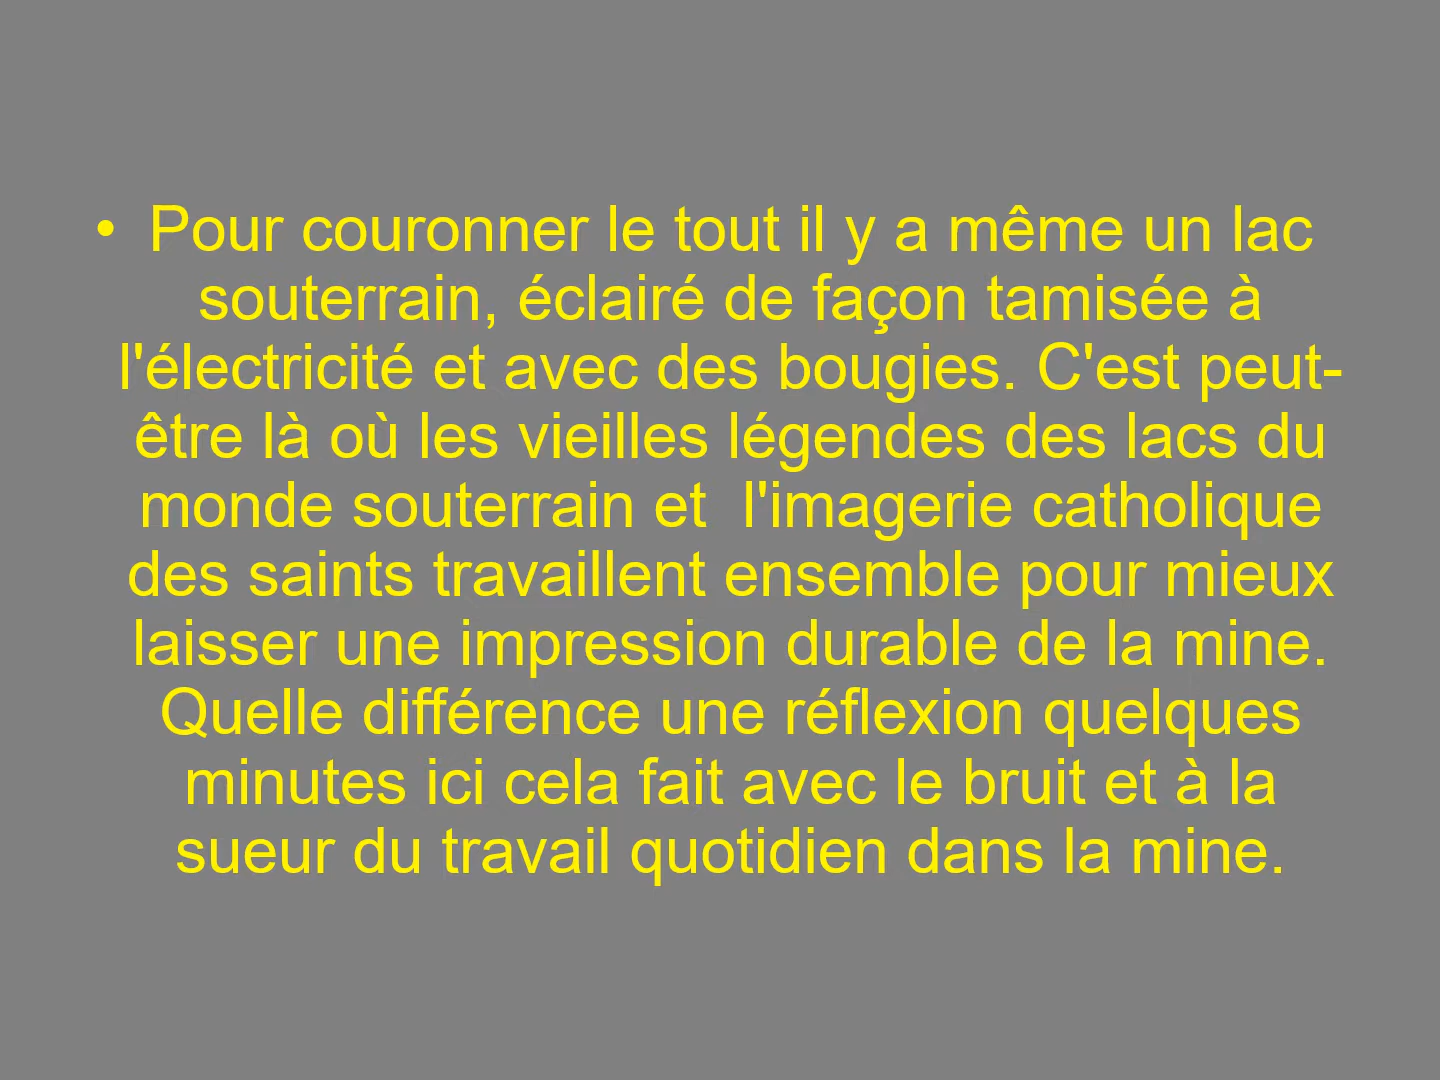 • Pour couronner le tout il y a même un lac
souterrain, éclairé de façon tamisée à
l'électricité et avec des bougies. C'est peut-
être là où les vieilles légendes des lacs du
monde souterrain et  l'imagerie catholique
des saints travaillent ensemble pour mieux
laisser une impression durable de la mine.
Quelle différence une réflexion quelques
minutes ici cela fait avec le bruit et à la
sueur du travail quotidien dans la mine.